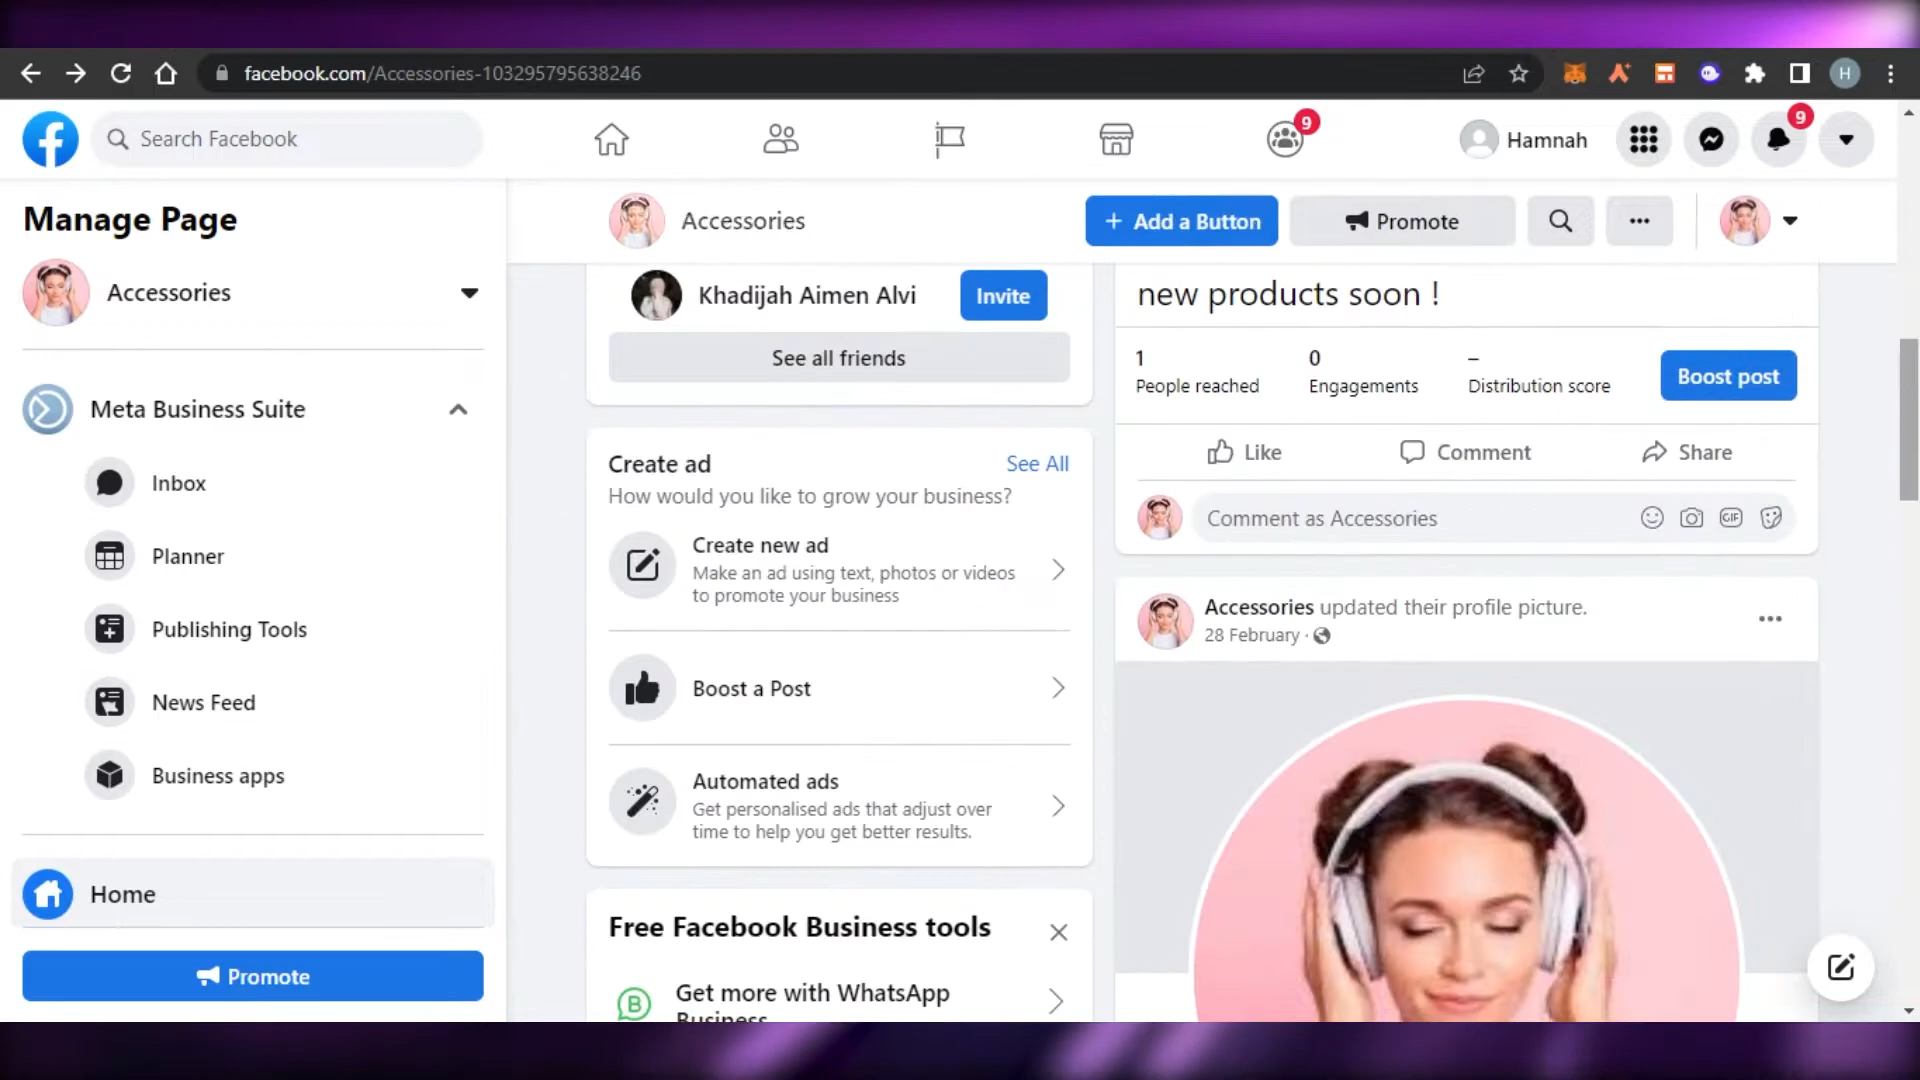 facebook.com/Accessories-103295795638246
H
Search Facebook
9
Hamnah
9
Manage Page
Accessories
Meta Business Suite
Inbox
Planner
Publishing Tools
News Feed
Business apps
Home
Promote
Accessories
+ Add a Button
Promote
Khadijah Aimen Alvi
Invite
See all friends
Create ad
See All
How would you like to grow your business?
Create new ad
Make an ad using text, photos or videos
to promote your business
Boost a Post
Automated ads
Get personalised ads that adjust over
time to help you get better results.
Free Facebook Business tools
Get more with WhatsApp
Business
new products soon !
1
People reached
0
Engagements
–
Distribution score
Boost post
Like
Comment
Share
Comment as Accessories
GIF
Accessories updated their profile picture.
28 February ·